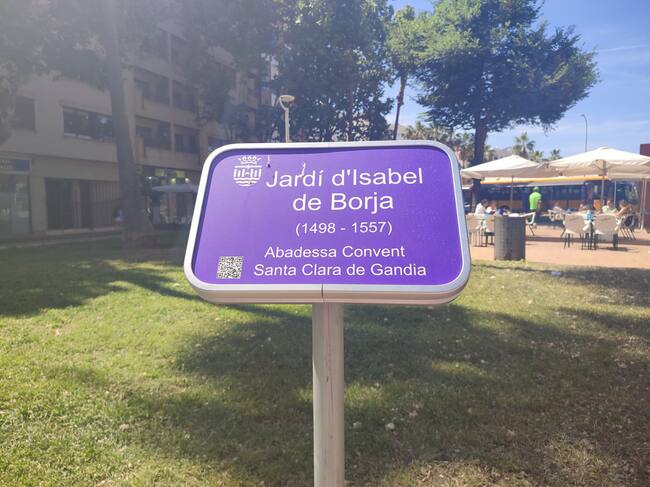 Jardí d'Isabel
de Borja
(1498 - 1557)
Abadessa Convent
Santa Clara de Gandia